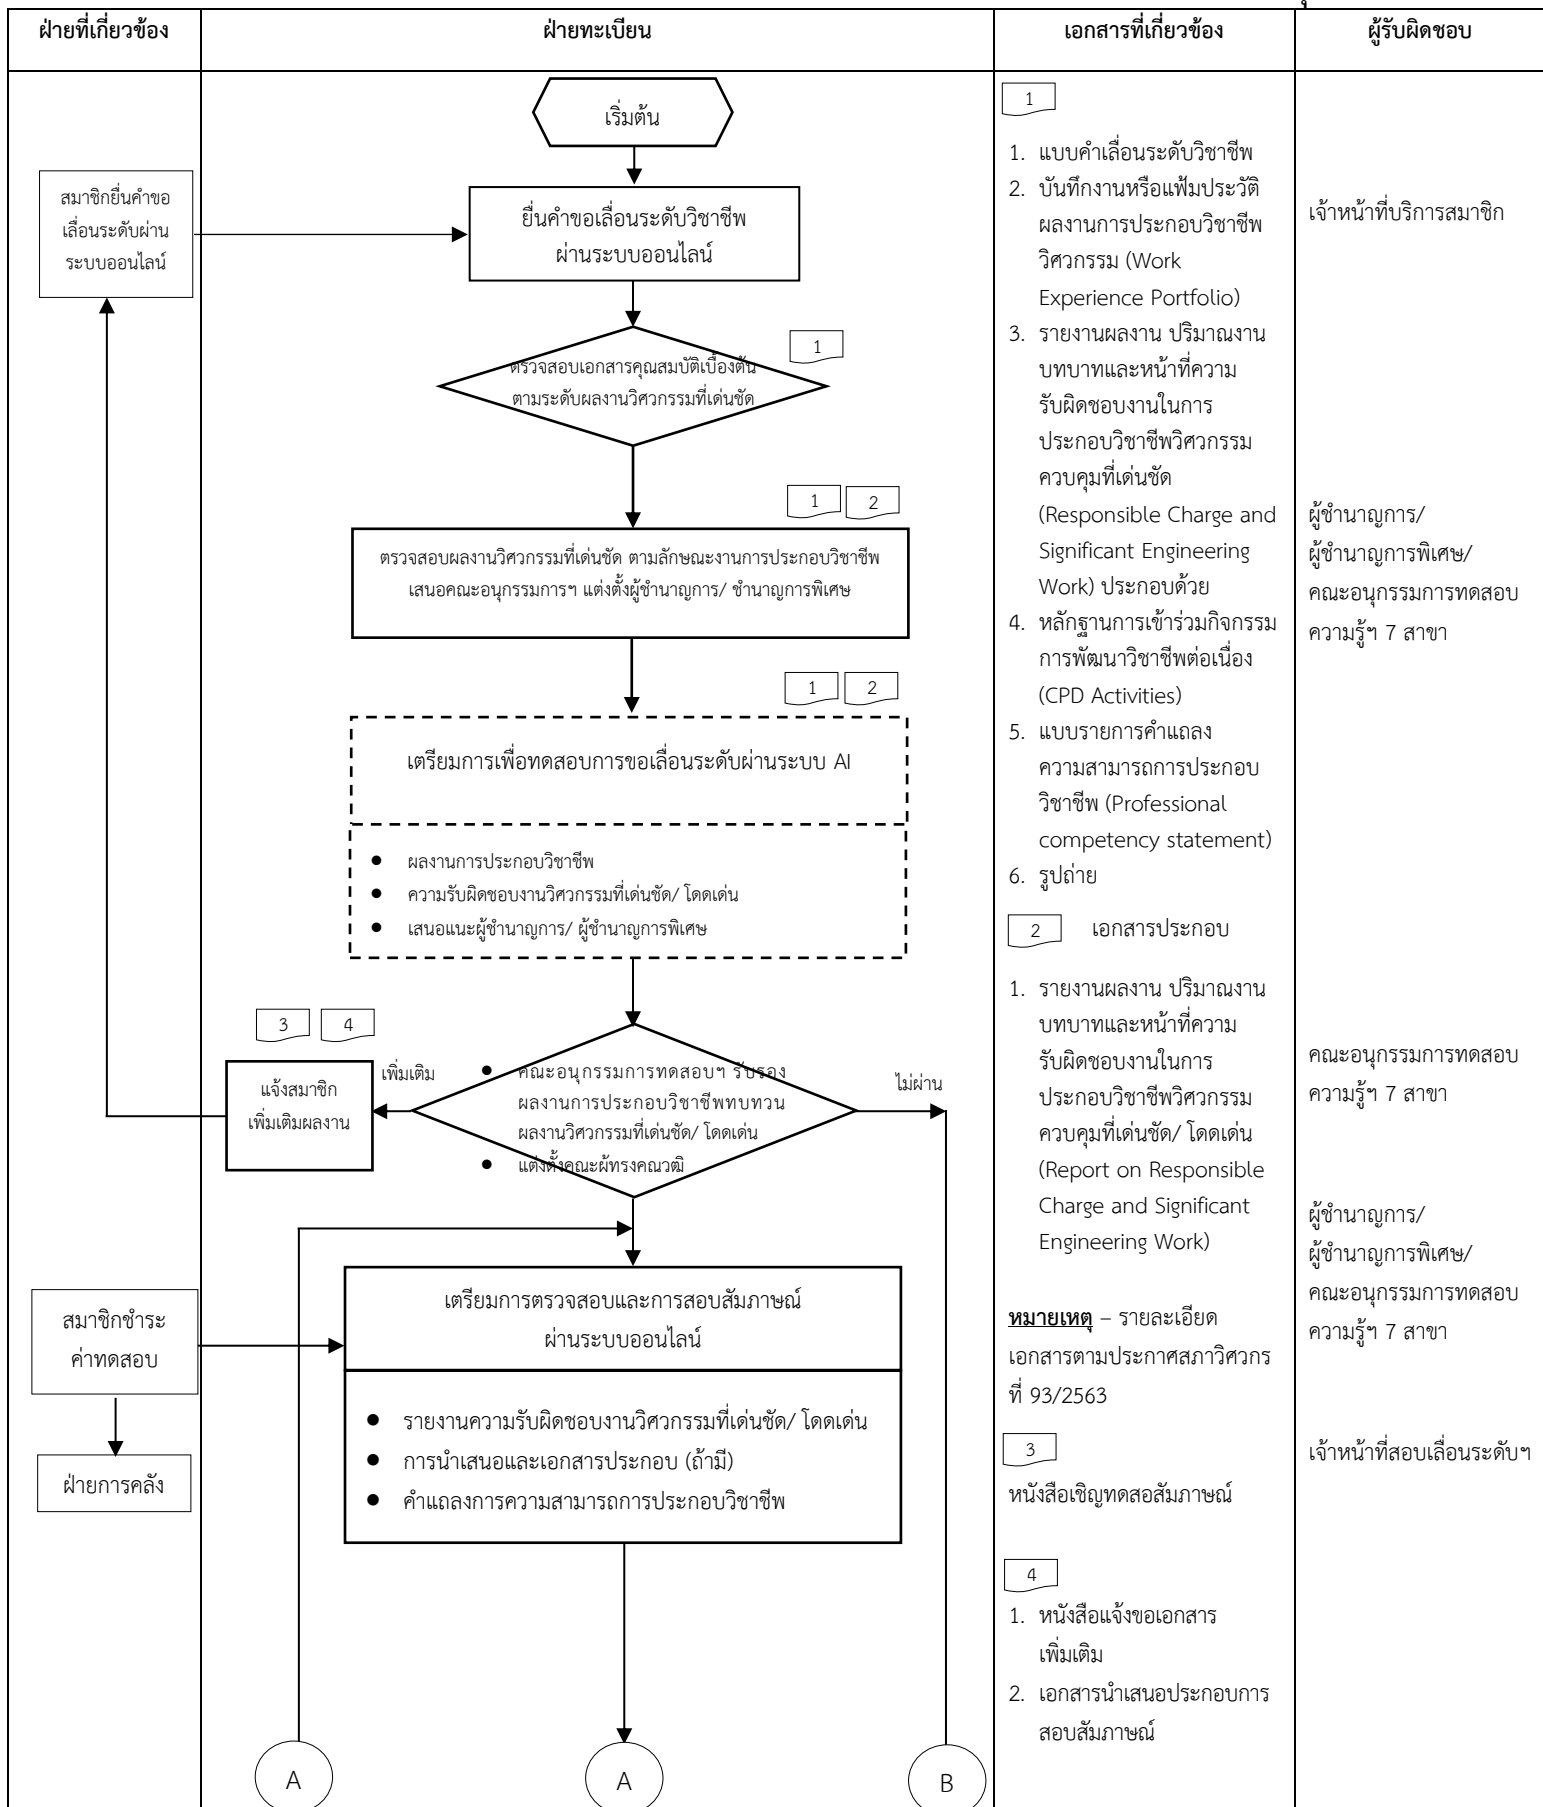 ฝ่ายที่เกี่ยวข้อง
ฝ่ายทะเบียน
เอกสารที่เกี่ยวข้อง
ผู้รับผิดชอบ
เริ่มต้น
สมาชิกยื่นคำขอ
เลื่อนระดับผ่าน
ระบบออนไลน์
ยื่นคำขอเลื่อนระดับวิชาชีพ
ผ่านระบบออนไลน์
1
ตรวจสอบเอกสารคุณสมบัติเบื้องต้น
ตามระดับผลงานวิศวกรรมที่เด่นชัด
1
2
ตรวจสอบผลงานวิศวกรรมที่เด่นชัด ตามลักษณะงานการประกอบวิชาชีพ
เสนอคณะอนุกรรมการฯ แต่งตั้งผู้ชำนาญการ/ ชำนาญการพิเศษ
1
2
เตรียมการเพื่อทดสอบการขอเลื่อนระดับผ่านระบบ AI
● ผลงานการประกอบวิชาชีพ
● ความรับผิดชอบงานวิศวกรรมที่เด่นชัด/ โดดเด่น
● เสนอแนะผู้ชำนาญการ/ ผู้ชำนาญการพิเศษ
3
4
แจ้งสมาชิก
เพิ่มเติมผลงาน
เพิ่มเติม
● คณะอนุกรรมการทดสอบฯ รับรอง
ผลงานการประกอบวิชาชีพทบทวน
ผลงานวิศวกรรมที่เด่นชัด/ โดดเด่น
● แต่งตั้งคณะผู้ทรงคุณวุฒิ
ไม่ผ่าน
สมาชิกชำระ
ค่าทดสอบ
ฝ่ายการคลัง
เตรียมการตรวจสอบและการสอบสัมภาษณ์
ผ่านระบบออนไลน์
● รายงานความรับผิดชอบงานวิศวกรรมที่เด่นชัด/ โดดเด่น
● การนำเสนอและเอกสารประกอบ (ถ้ามี)
● คำแถลงการความสามารถการประกอบวิชาชีพ
A
A
B
1
1. แบบคำเลื่อนระดับวิชาชีพ
2. บันทึกงานหรือแฟ้มประวัติ
ผลงานการประกอบวิชาชีพ
วิศวกรรม (Work
Experience Portfolio)
3. รายงานผลงาน ปริมาณงาน
บทบาทและหน้าที่ความ
รับผิดชอบงานในการ
ประกอบวิชาชีพวิศวกรรม
ควบคุมที่เด่นชัด
(Responsible Charge and
Significant Engineering
Work) ประกอบด้วย
4. หลักฐานการเข้าร่วมกิจกรรม
การพัฒนาวิชาชีพต่อเนื่อง
(CPD Activities)
5. แบบรายการคำแถลง
ความสามารถการประกอบ
วิชาชีพ (Professional
competency statement)
6. รูปถ่าย
2 เอกสารประกอบ
1. รายงานผลงาน ปริมาณงาน
บทบาทและหน้าที่ความ
รับผิดชอบงานในการ
ประกอบวิชาชีพวิศวกรรม
ควบคุมที่เด่นชัด/ โดดเด่น
(Report on Responsible
Charge and Significant
Engineering Work)
หมายเหตุ – รายละเอียด
เอกสารตามประกาศสภาวิศวกร
ที่ 93/2563
3
หนังสือเชิญทดสอสัมภาษณ์
4
1. หนังสือแจ้งขอเอกสาร
เพิ่มเติม
2. เอกสารนำเสนอประกอบการ
สอบสัมภาษณ์
เจ้าหน้าที่บริการสมาชิก
ผู้ชำนาญการ/
ผู้ชำนาญการพิเศษ/
คณะอนุกรรมการทดสอบ
ความรู้ฯ 7 สาขา
คณะอนุกรรมการทดสอบ
ความรู้ฯ 7 สาขา
ผู้ชำนาญการ/
ผู้ชำนาญการพิเศษ/
คณะอนุกรรมการทดสอบ
ความรู้ฯ 7 สาขา
เจ้าหน้าที่สอบเลื่อนระดับฯ